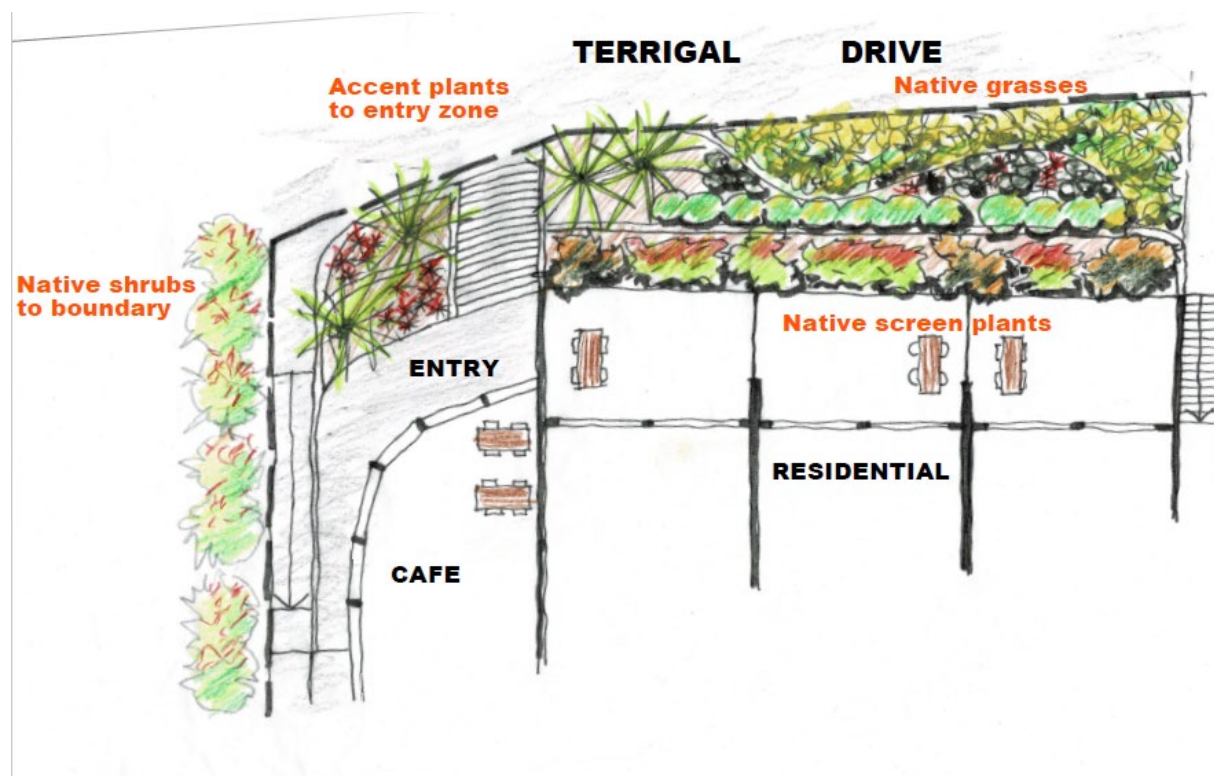 TERRIGAL DRIVE
Accent plants
to entry zone
Native grasses
Native shrubs
to boundary
Native screen plants
ENTRY
RESIDENTIAL
CAFE